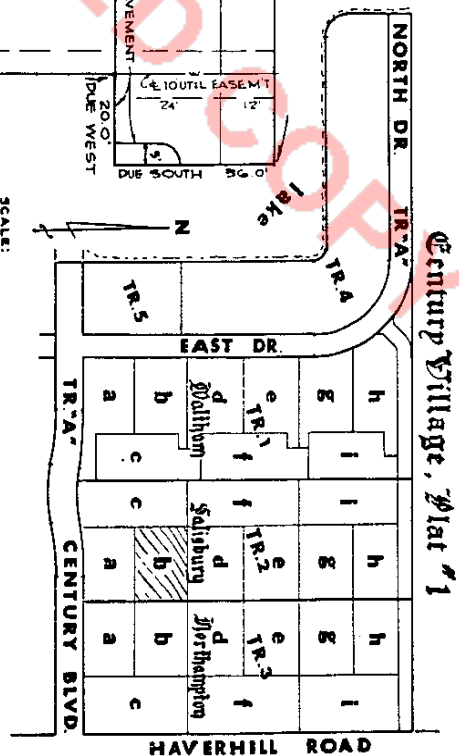 Century Village, Plat #1
NORTH DR. TR."A"
VEMENT
℄ 10' UTIL EASEM'T
24' 12'
20.0'
DUE WEST
5'
DUE SOUTH 36.0'
lake
SCALE:
N
TR.4
TR.5
EAST DR.
h
g
e
d
b
a
TR.1
Waltham
i
f
c
i
f
c
Salisbury
h
g
e
d
b
a
TR.2
h
g
e
d
b
a
TR.3
Northampton
i
f
c
TR."A" CENTURY BLVD.
HAVERHILL ROAD
D COPY